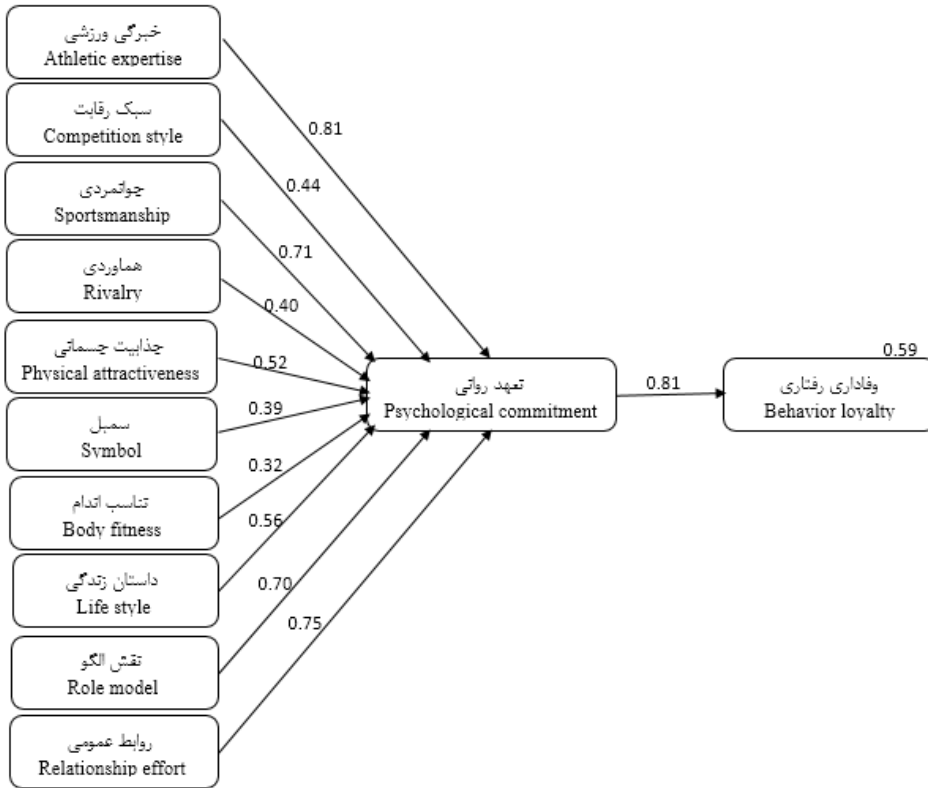 خبرگی ورزشی
Athletic expertise
سبک رقابت
Competition style
جوانمردی
Sportsmanship
هماوردی
Rivalry
جذابیت جسمانی
Physical attractiveness
سمبل
Symbol
تناسب اندام
Body fitness
داستان زندگی
Life style
نقش الگو
Role model
روابط عمومی
Relationship effort
0.81
0.44
0.71
0.40
0.52
0.39
0.32
0.56
0.70
0.75
تعهد روانی
Psychological commitment
0.81
0.59
وفاداری رفتاری
Behavior loyalty